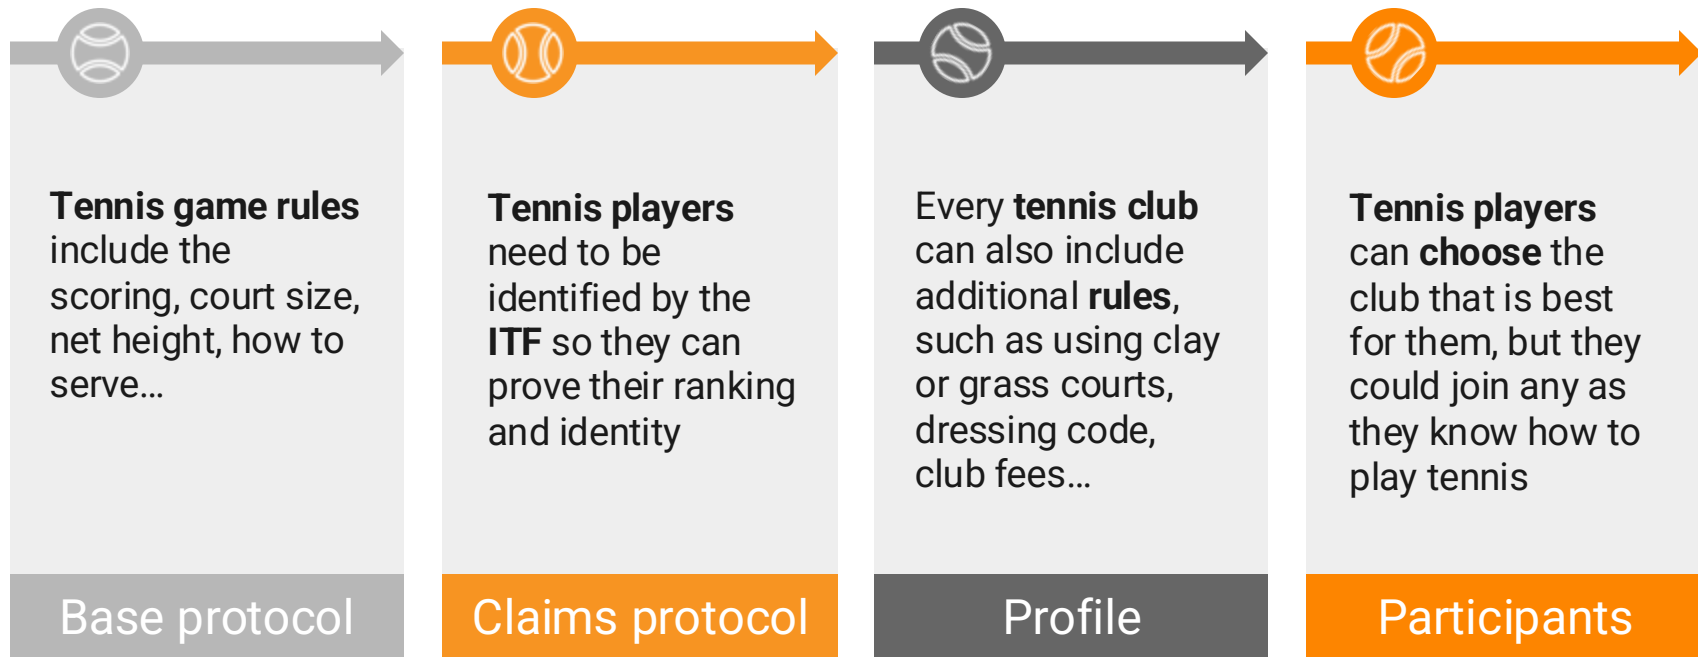 Tennis game rules
include the
scoring, court size,
net height, how to
serve...
Base protocol
Tennis players
need to be
identified by the
ITF so they can
prove their ranking
and identity
Claims protocol
Every tennis club
can also include
additional rules,
such as using clay
or grass courts,
dressing code,
club fees...
Profile
Tennis players
can choose the
club that is best
for them, but they
could join any as
they know how to
play tennis
Participants